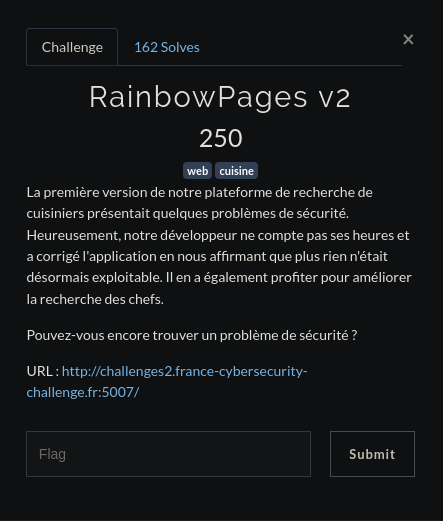 Challenge
162 Solves
×
RainbowPages v2
250
web cuisine
La première version de notre plateforme de recherche de
cuisiniers présentait quelques problèmes de sécurité.
Heureusement, notre développeur ne compte pas ses heures et
a corrigé l'application en nous affirmant que plus rien n'était
désormais exploitable. Il en a également profiter pour améliorer
la recherche des chefs.
Pouvez-vous encore trouver un problème de sécurité ?
URL : http://challenges2.france-cybersecurity-
challenge.fr:5007/
Flag
Submit